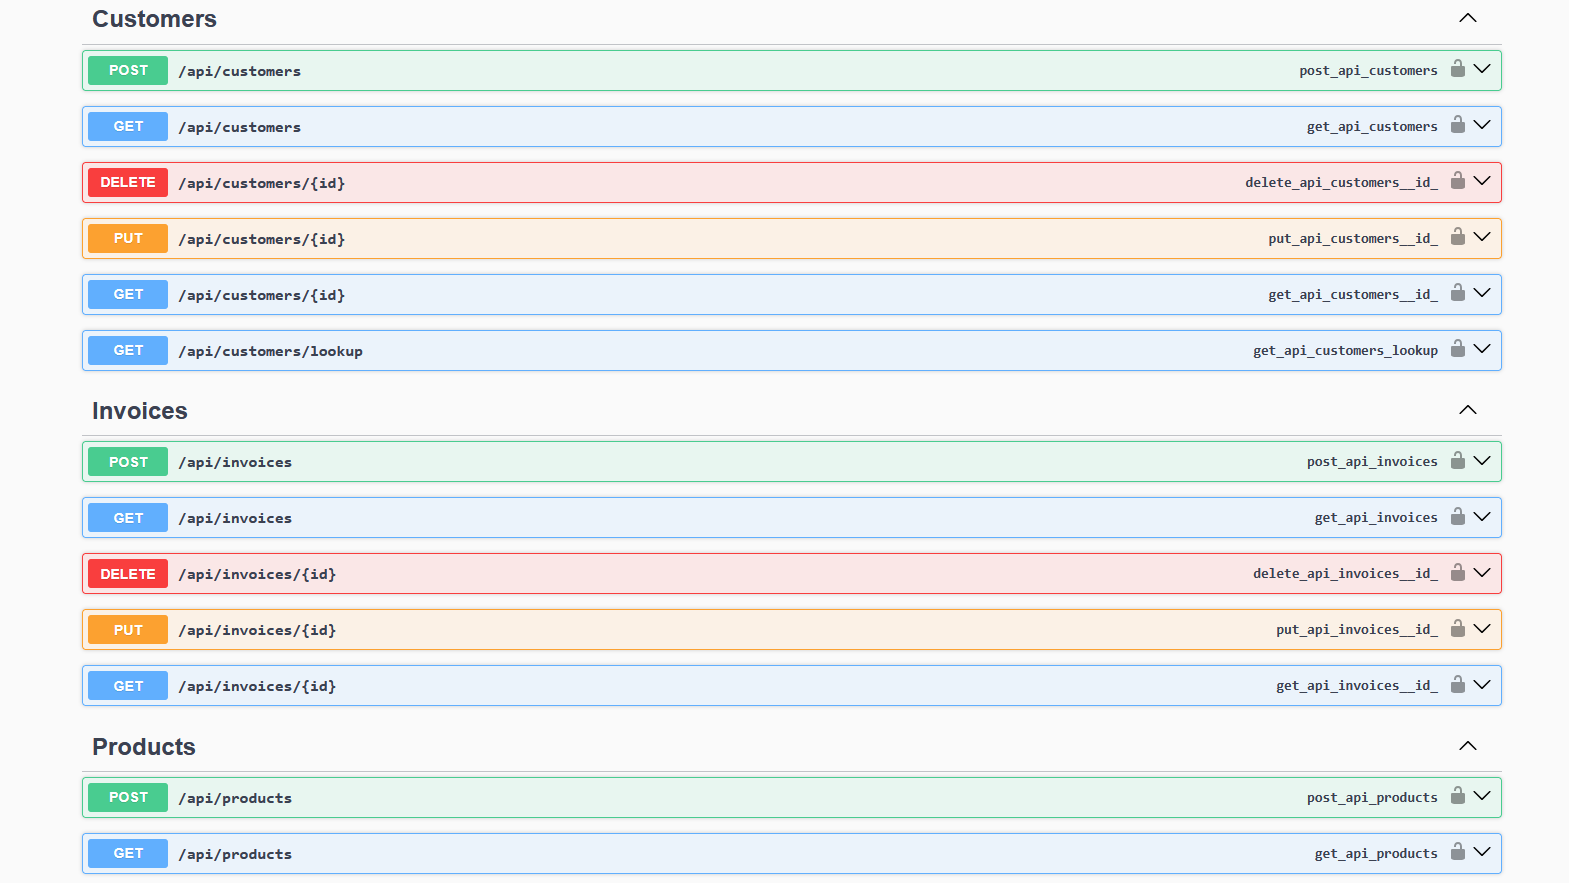 Customers
POST /api/customers post_api_customers
GET /api/customers get_api_customers
DELETE /api/customers/{id} delete_api_customers__id_
PUT /api/customers/{id} put_api_customers__id_
GET /api/customers/{id} get_api_customers__id_
GET /api/customers/lookup get_api_customers_lookup
Invoices
POST /api/invoices post_api_invoices
GET /api/invoices get_api_invoices
DELETE /api/invoices/{id} delete_api_invoices__id_
PUT /api/invoices/{id} put_api_invoices__id_
GET /api/invoices/{id} get_api_invoices__id_
Products
POST /api/products post_api_products
GET /api/products get_api_products